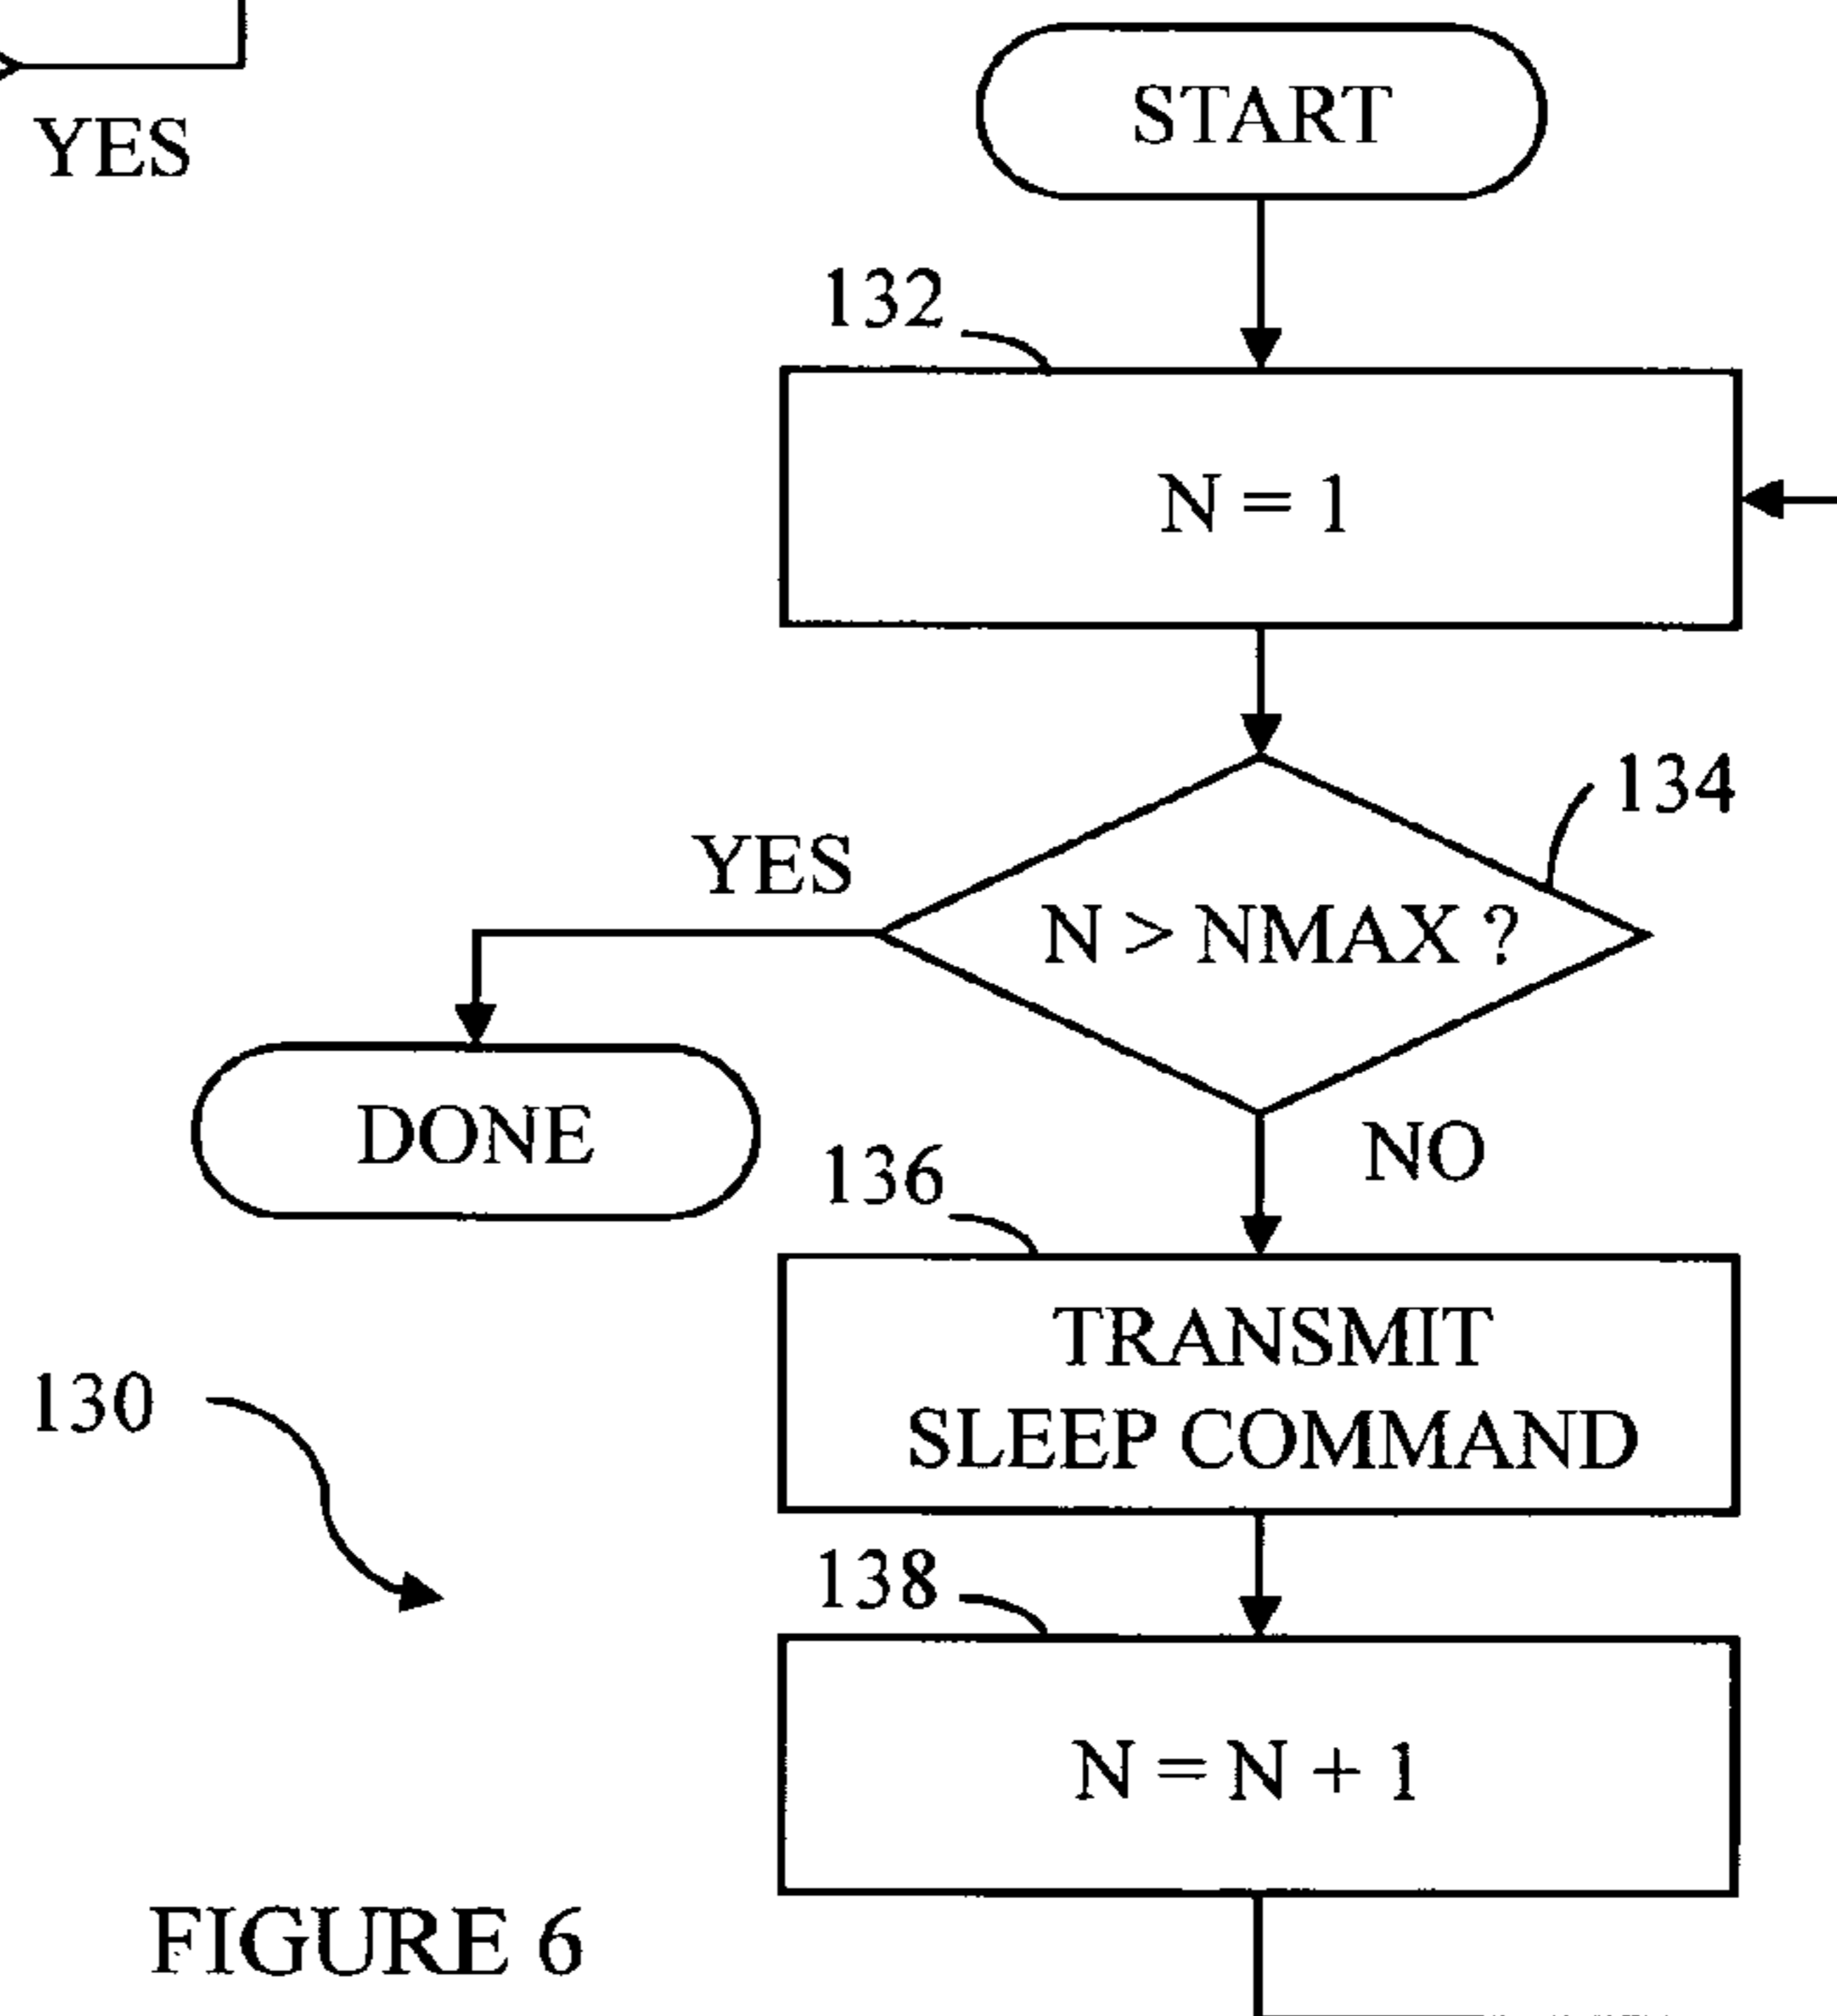 YES
START
132
N = 1
134
YES
N > NMAX ?
DONE
NO
136
TRANSMIT
SLEEP COMMAND
130
138
N = N + 1
FIGURE 6